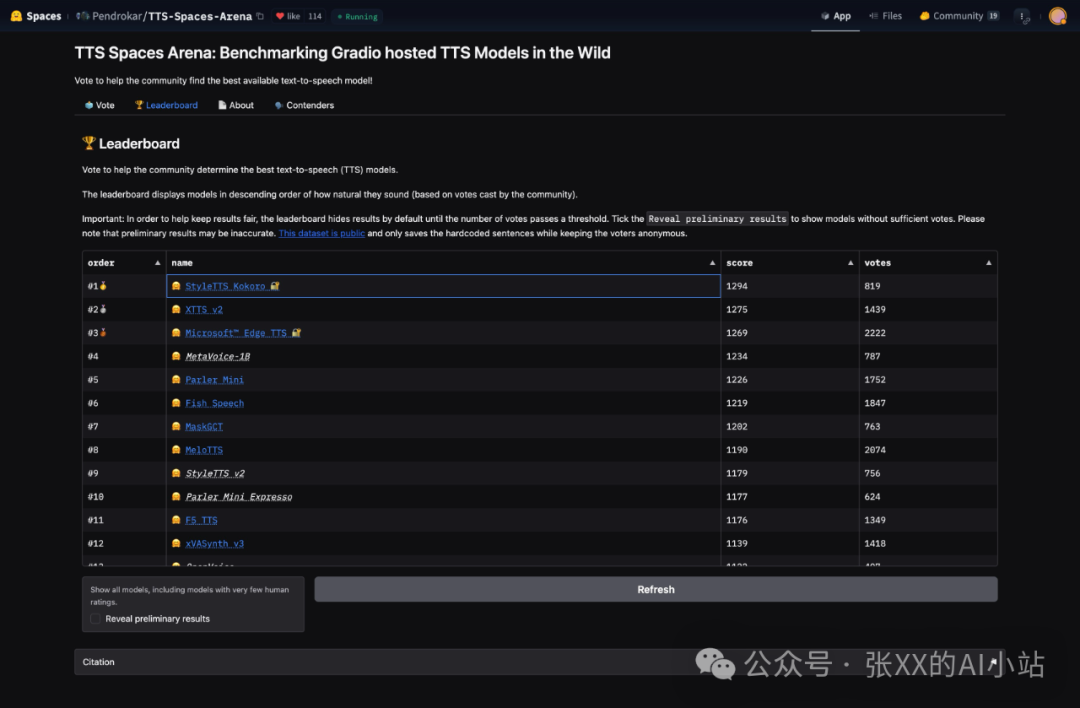 Spaces Pendrokar/TTS-Spaces-Arena like 114 Running App Files Community 19
TTS Spaces Arena: Benchmarking Gradio hosted TTS Models in the Wild
Vote to help the community find the best available text-to-speech model!
Vote Leaderboard About Contenders
Leaderboard
Vote to help the community determine the best text-to-speech (TTS) models.
The leaderboard displays models in descending order of how natural they sound (based on votes cast by the community).
Important: In order to help keep results fair, the leaderboard hides results by default until the number of votes passes a threshold. Tick the Reveal preliminary results to show models without sufficient votes. Please
note that preliminary results may be inaccurate. This dataset is public and only saves the hardcoded sentences while keeping the voters anonymous.
order name score votes
#1 StyleTTS Kokoro 1294 819
#2 XTTS v2 1275 1439
#3 Microsoft™ Edge TTS 1269 2222
#4 MetaVoice-1B 1234 787
#5 Parler Mini 1226 1752
#6 Fish Speech 1219 1847
#7 MaskGCT 1202 763
#8 MeloTTS 1190 2074
#9 StyleTTS v2 1179 756
#10 Parler Mini Expresso 1177 624
#11 F5 TTS 1176 1349
#12 xVASynth v3 1139 1418
Show all models, including models with very few human
ratings.
Reveal preliminary results
Refresh
Citation
公众号 · 张XX的AI小站